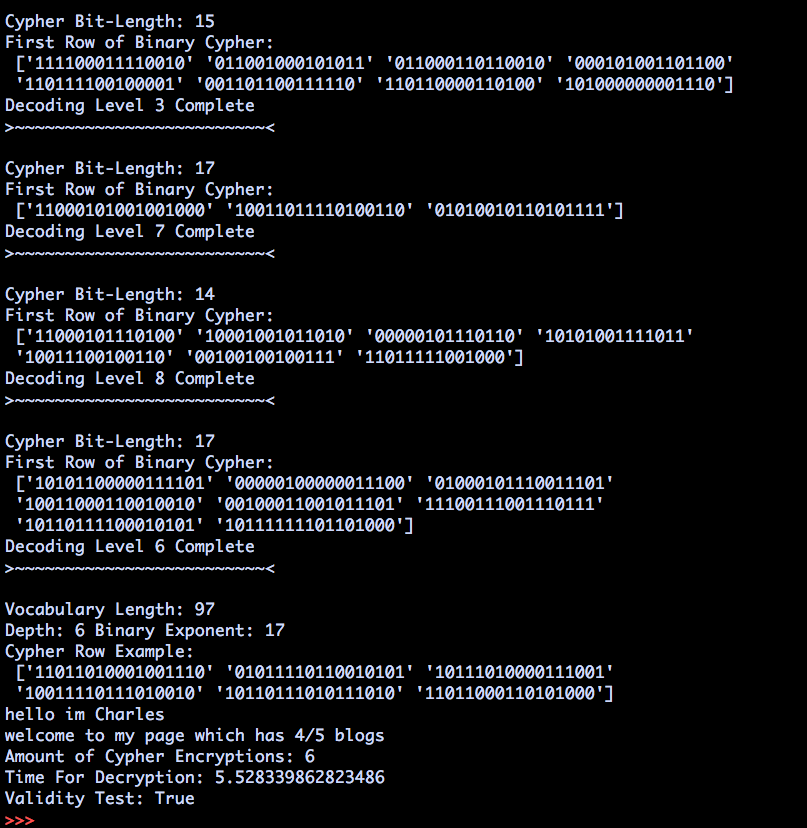 Cypher Bit-Length: 15
First Row of Binary Cypher:
['111100011110010' '011001000101011' '011000110110010' '000101001101100'
'110111100100001' '001101100111110' '110110000110100' '101000000001110']
Decoding Level 3 Complete
>~~~~~~~~~~~~~~~~~~~~~~~~~<
Cypher Bit-Length: 17
First Row of Binary Cypher:
['11000101001001000' '10011011110100110' '01010010110101111']
Decoding Level 7 Complete
>~~~~~~~~~~~~~~~~~~~~~~~~~<
Cypher Bit-Length: 14
First Row of Binary Cypher:
['11000101110100' '10001001011010' '00000101110110' '10101001111011'
'10011100100110' '00100100100111' '11011111001000']
Decoding Level 8 Complete
>~~~~~~~~~~~~~~~~~~~~~~~~~<
Cypher Bit-Length: 17
First Row of Binary Cypher:
['10101100000111101' '00000100000011100' '01000101110011101'
'10011000110010010' '00100011001011101' '11100111001110111'
'10110111100010101' '10111111101101000']
Decoding Level 6 Complete
>~~~~~~~~~~~~~~~~~~~~~~~~~<
Vocabulary Length: 97
Depth: 6 Binary Exponent: 17
Cypher Row Example:
['11011010001001110' '01011110110010101' '10111010000111001'
'10011110111010010' '10110111010111010' '11011000110101000']
hello im Charles
welcome to my page which has 4/5 blogs
Amount of Cypher Encryptions: 6
Time For Decryption: 5.528339862823486
Validity Test: True
>>>